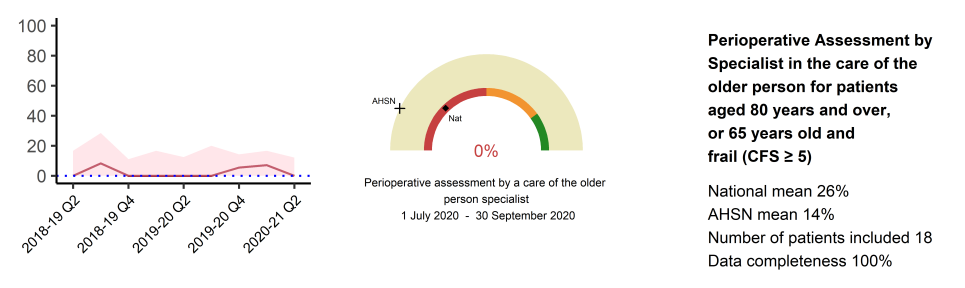 100
80
60
40
20
0
2018-19 Q2
2018-19 Q4
2019-20 Q2
2019-20 Q4
2020-21 Q2
AHSN
Nat
0%
Perioperative assessment by a care of the older
person specialist
1 July 2020 - 30 September 2020
Perioperative Assessment by
Specialist in the care of the
older person for patients
aged 80 years and over,
or 65 years old and
frail (CFS ≥ 5)
National mean 26%
AHSN mean 14%
Number of patients included 18
Data completeness 100%